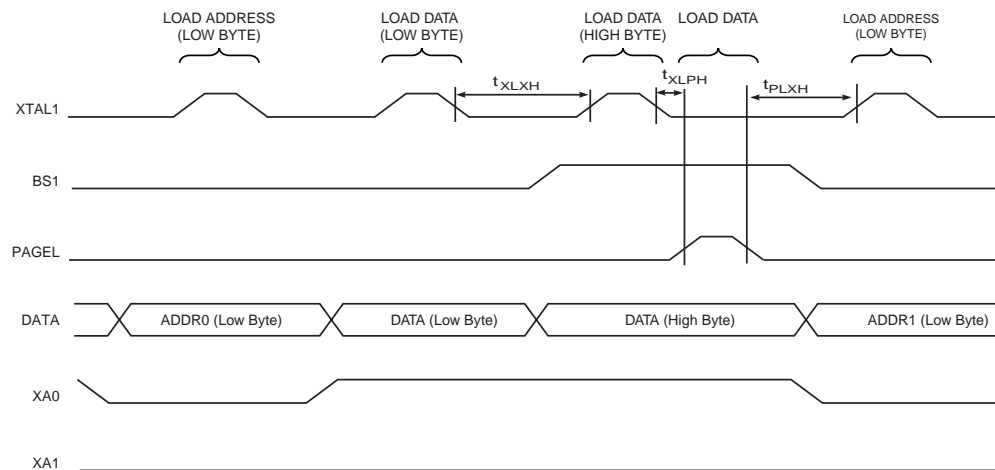 LOAD ADDRESS
(LOW BYTE)
LOAD DATA
(LOW BYTE)
LOAD DATA
(HIGH BYTE)
LOAD DATA
LOAD ADDRESS
(LOW BYTE)
XTAL1
tXLXH
tXLPH
tPLXH
BS1
PAGEL
DATA
ADDR0 (Low Byte)
DATA (Low Byte)
DATA (High Byte)
ADDR1 (Low Byte)
XA0
XA1